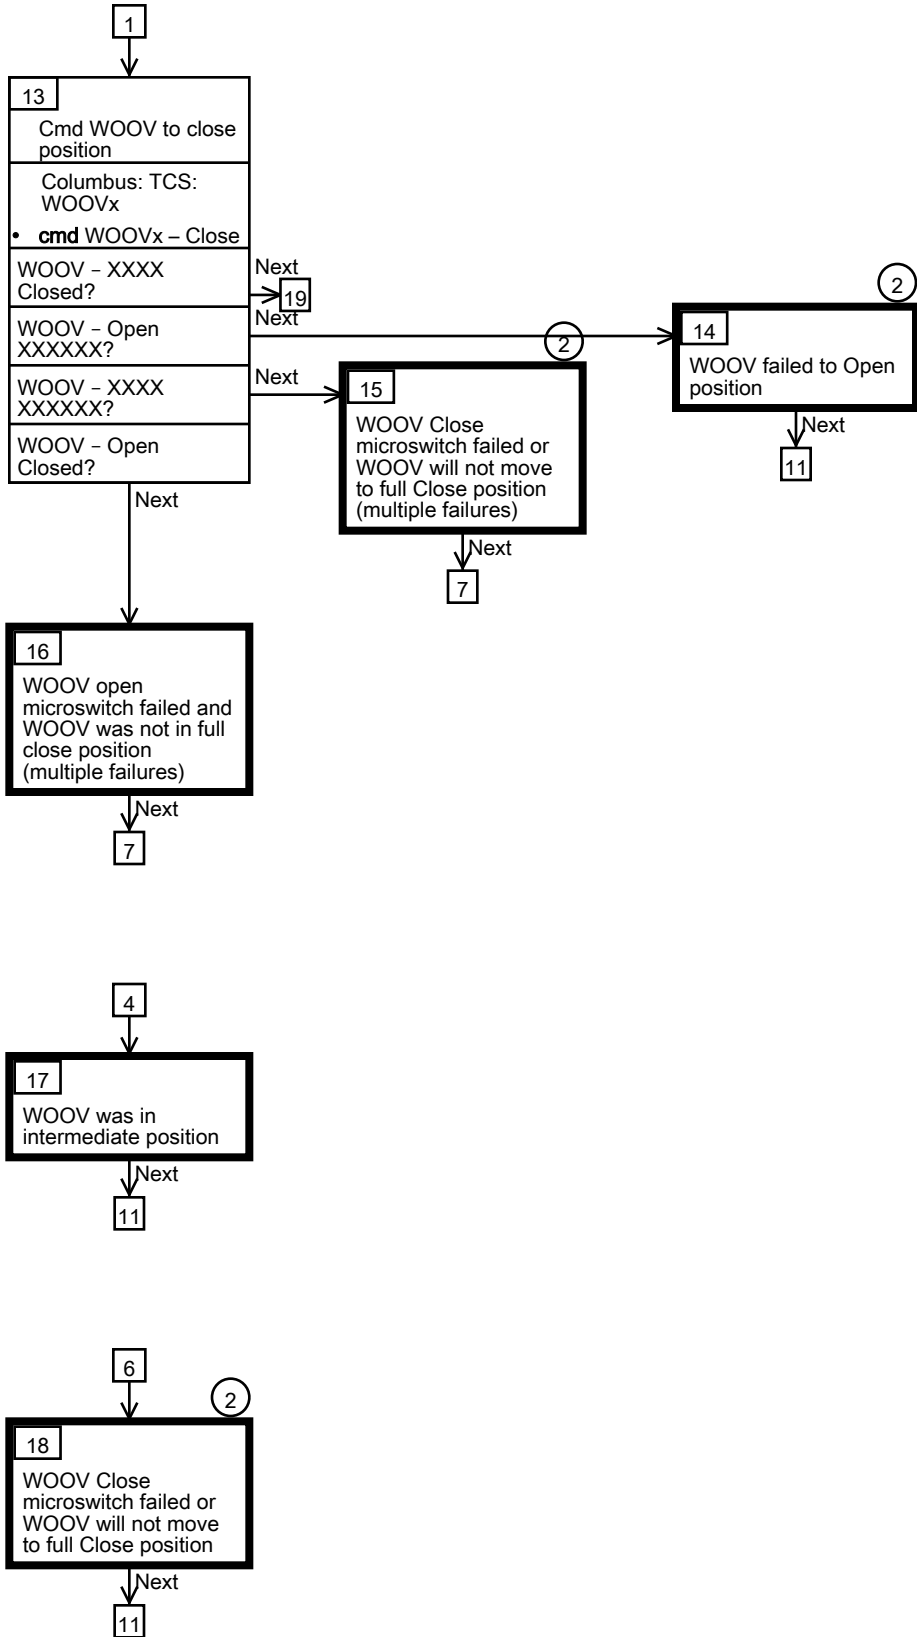 1
13
Cmd WOOV to close
position
Columbus: TCS:
WOOVx
• cmd WOOVx – Close
WOOV – XXXX
Closed?
Next
19
WOOV – Open
XXXXXX?
Next
2
14
WOOV failed to Open
position
Next
11
WOOV – XXXX
XXXXXX?
Next
2
15
WOOV Close
microswitch failed or
WOOV will not move
to full Close position
(multiple failures)
Next
7
WOOV – Open
Closed?
Next
16
WOOV open
microswitch failed and
WOOV was not in full
close position
(multiple failures)
Next
7
4
17
WOOV was in
intermediate position
Next
11
6
2
18
WOOV Close
microswitch failed or
WOOV will not move
to full Close position
Next
11